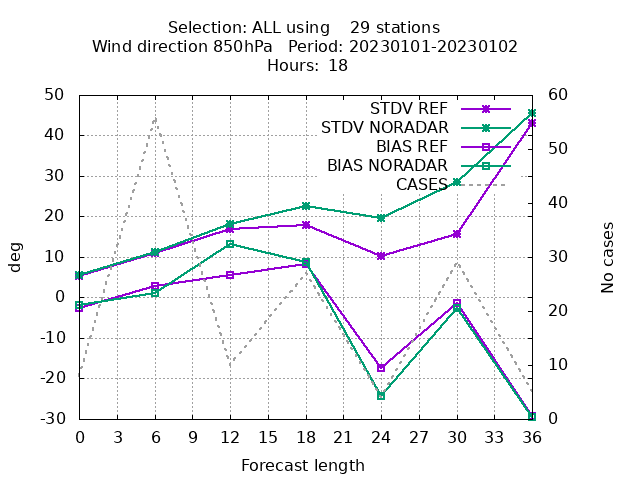 Selection: ALL using    29 stations
Wind direction 850hPa   Period: 20230101-20230102
Hours: 18
50
40
30
20
10
0
-10
-20
-30
deg
60
50
40
30
20
10
0
No cases
STDV REF
STDV NORADAR
BIAS REF
BIAS NORADAR
CASES
0 3 6 9 12 15 18 21 24 27 30 33 36
Forecast length